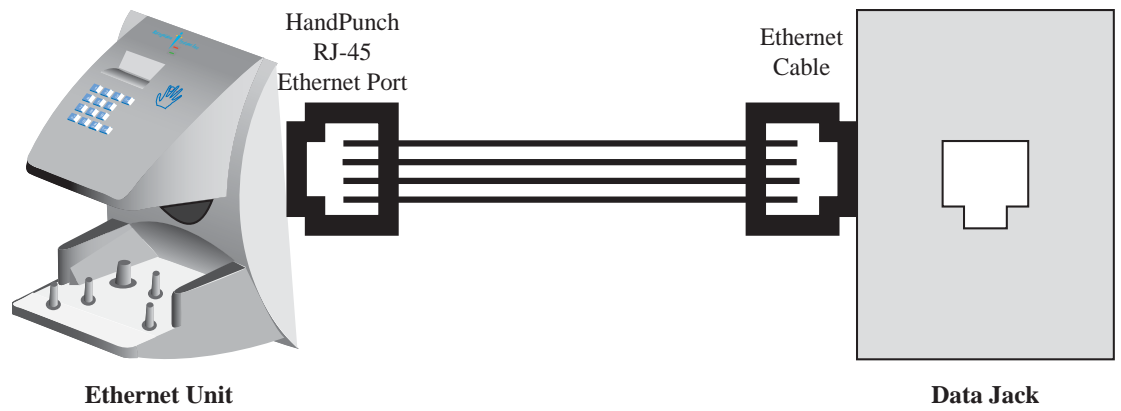 HandPunch
RJ-45
Ethernet Port
Ethernet
Cable
Ethernet Unit
Data Jack